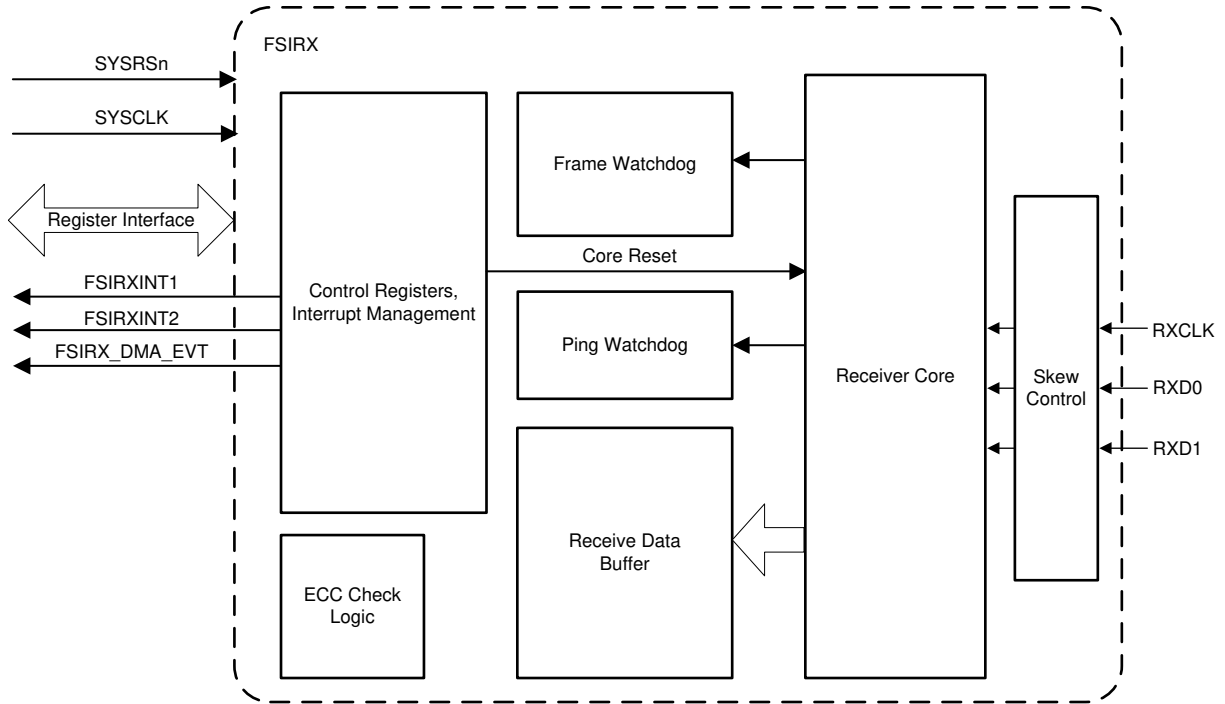 FSIRX
SYSRSn
SYSCLK
Register Interface
FSIRXINT1
FSIRXINT2
FSIRX_DMA_EVT
Control Registers,
Interrupt Management
ECC Check
Logic
Frame Watchdog
Core Reset
Ping Watchdog
Receive Data
Buffer
Receiver Core
Skew
Control
RXCLK
RXD0
RXD1